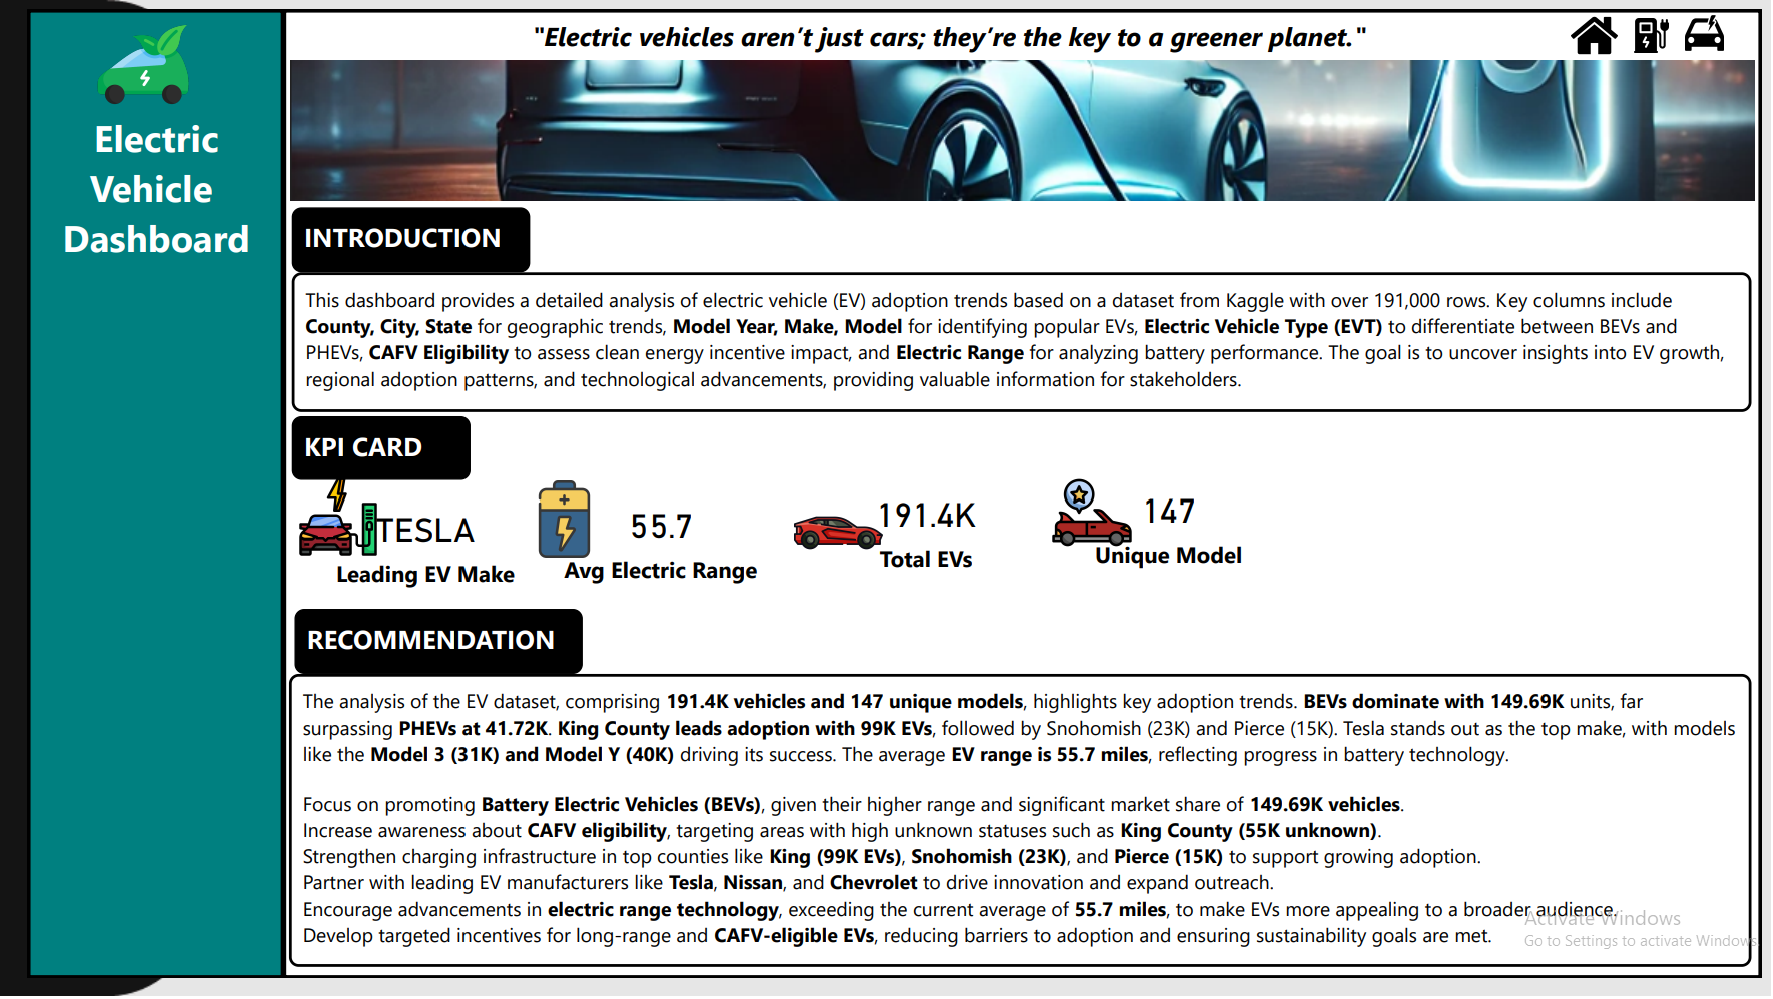 Electric
Vehicle
Dashboard
"Electric vehicles aren't just cars; they're the key to a greener planet."
INTRODUCTION
This dashboard provides a detailed analysis of electric vehicle (EV) adoption trends based on a dataset from Kaggle with over 191,000 rows. Key columns include
County, City, State for geographic trends, Model Year, Make, Model for identifying popular EVs, Electric Vehicle Type (EVT) to differentiate between BEVs and
PHEVs, CAFV Eligibility to assess clean energy incentive impact, and Electric Range for analyzing battery performance. The goal is to uncover insights into EV growth,
regional adoption patterns, and technological advancements, providing valuable information for stakeholders.
KPI CARD
TESLA
Leading EV Make
55.7
Avg Electric Range
191.4K
Total EVs
147
Unique Model
RECOMMENDATION
The analysis of the EV dataset, comprising 191.4K vehicles and 147 unique models, highlights key adoption trends. BEVs dominate with 149.69K units, far
surpassing PHEVs at 41.72K. King County leads adoption with 99K EVs, followed by Snohomish (23K) and Pierce (15K). Tesla stands out as the top make, with models
like the Model 3 (31K) and Model Y (40K) driving its success. The average EV range is 55.7 miles, reflecting progress in battery technology.
Focus on promoting Battery Electric Vehicles (BEVs), given their higher range and significant market share of 149.69K vehicles.
Increase awareness about CAFV eligibility, targeting areas with high unknown statuses such as King County (55K unknown).
Strengthen charging infrastructure in top counties like King (99K EVs), Snohomish (23K), and Pierce (15K) to support growing adoption.
Partner with leading EV manufacturers like Tesla, Nissan, and Chevrolet to drive innovation and expand outreach.
Encourage advancements in electric range technology, exceeding the current average of 55.7 miles, to make EVs more appealing to a broader audience.
Develop targeted incentives for long-range and CAFV-eligible EVs, reducing barriers to adoption and ensuring sustainability goals are met.
Activate Windows
Go to Settings to activate Windows.